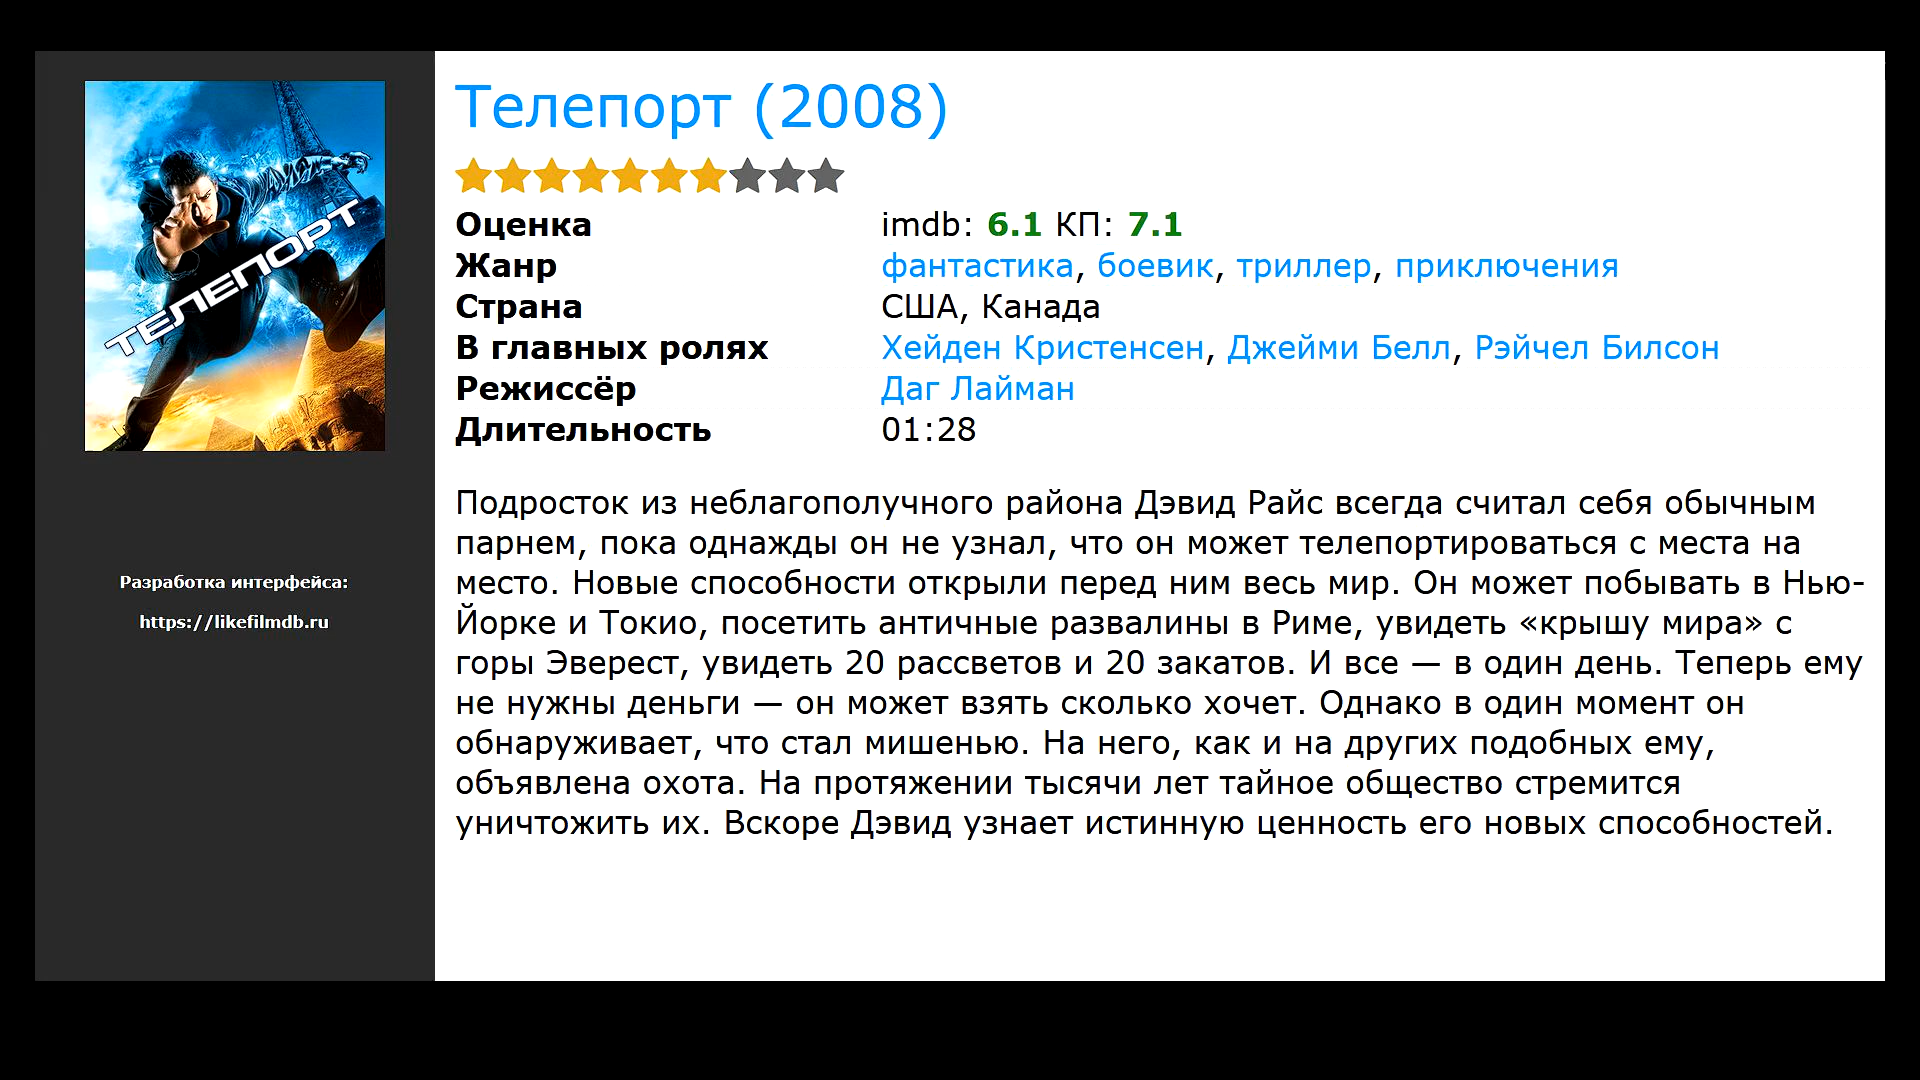 Телепорт (2008)
Оценка imdb: 6.1 КП: 7.1
Жанр фантастика, боевик, триллер, приключения
Страна США, Канада
В главных ролях Хейден Кристенсен, Джейми Белл, Рэйчел Билсон
Режиссёр Даг Лайман
Длительность 01:28
Подросток из неблагополучного района Дэвид Райс всегда считал себя обычным
парнем, пока однажды он не узнал, что он может телепортироваться с места на
место. Новые способности открыли перед ним весь мир. Он может побывать в Нью-
Йорке и Токио, посетить античные развалины в Риме, увидеть «крышу мира» с
горы Эверест, увидеть 20 рассветов и 20 закатов. И все — в один день. Теперь ему
не нужны деньги — он может взять сколько хочет. Однако в один момент он
обнаруживает, что стал мишенью. На него, как и на других подобных ему,
объявлена охота. На протяжении тысячи лет тайное общество стремится
уничтожить их. Вскоре Дэвид узнает истинную ценность его новых способностей.
ТЕЛЕПОРТ
Разработка интерфейса:
https://likefilmdb.ru